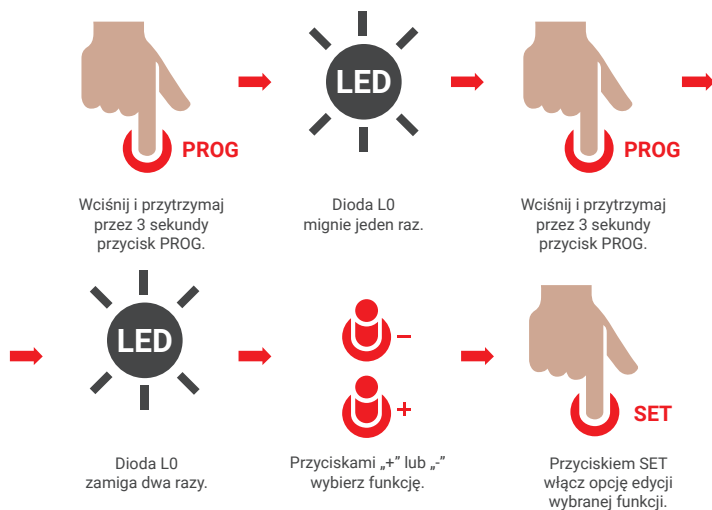 PROG
LED
PROG
Wciśnij i przytrzymaj
przez 3 sekundy
przycisk PROG.
Dioda L0
mignie jeden raz.
Wciśnij i przytrzymaj
przez 3 sekundy
przycisk PROG.
LED
-
+
SET
Dioda L0
zamiga dwa razy.
Przyciskami „+” lub „-”
wybierz funkcję.
Przyciskiem SET
włącz opcję edycji
wybranej funkcji.